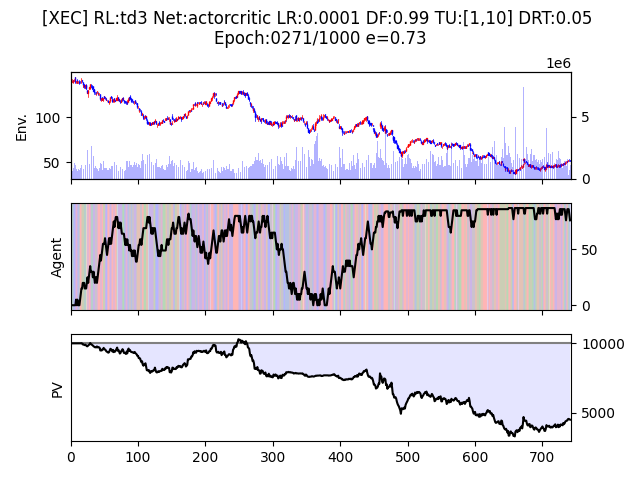 [XEC] RL:td3 Net:actorcritic LR:0.0001 DF:0.99 TU:[1,10] DRT:0.05
Epoch:0271/1000 e=0.73
1e6
Env.
100
50
5
0
Agent
50
0
PV
10000
5000
0 100 200 300 400 500 600 700